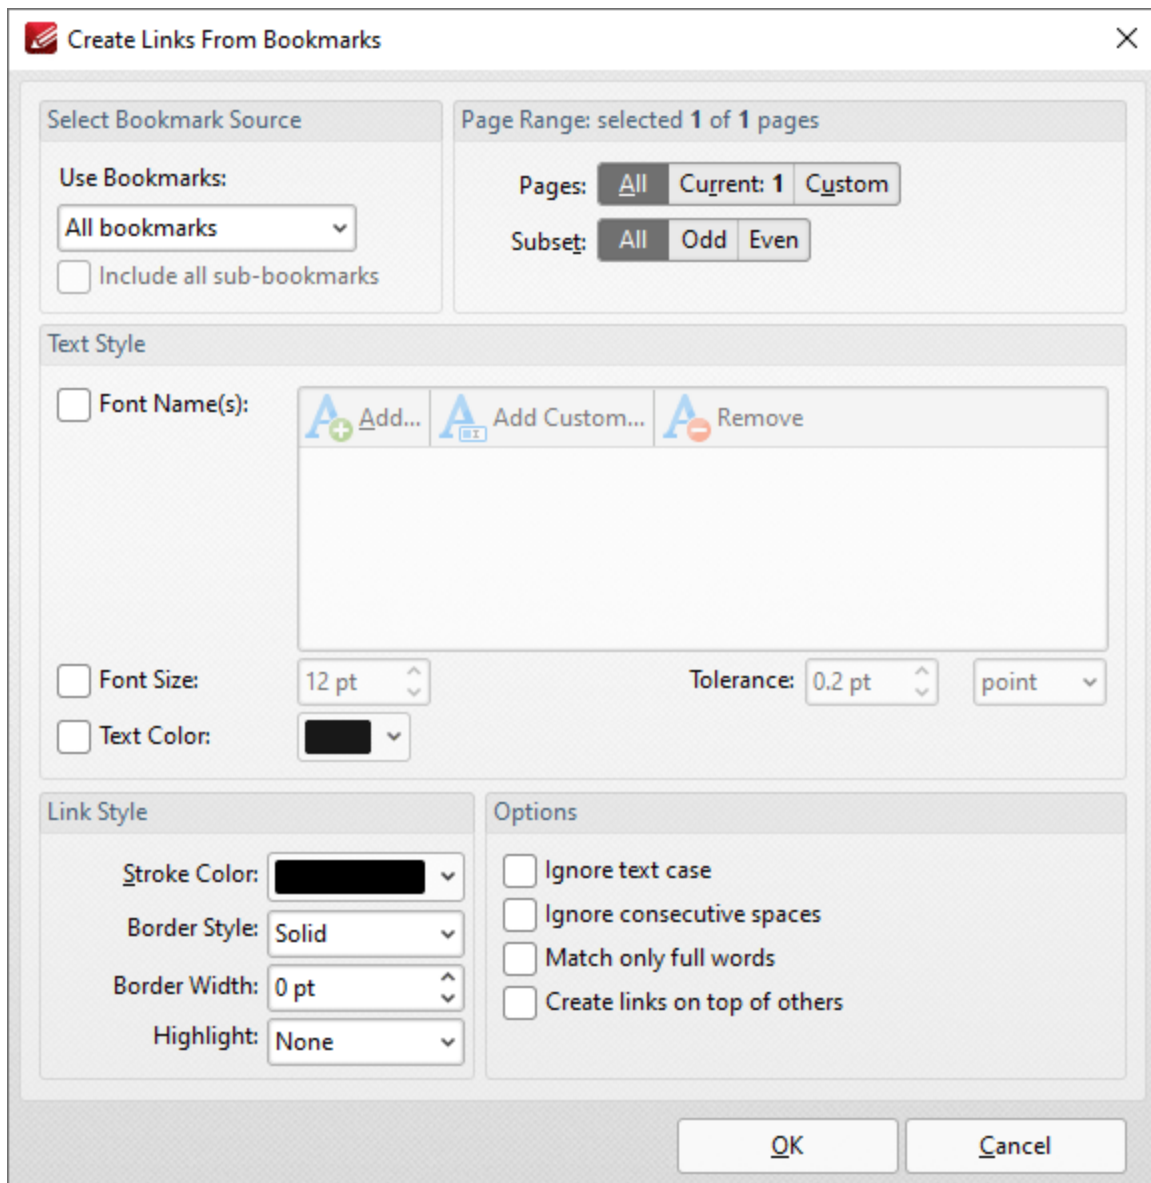 Create Links From Bookmarks
Select Bookmark Source
Use Bookmarks:
All bookmarks
Include all sub-bookmarks
Page Range: selected 1 of 1 pages
Pages: All Current: 1 Custom
Subset: All Odd Even
Text Style
Font Name(s):
Add... Add Custom... Remove
Font Size: 12 pt Tolerance: 0.2 pt point
Text Color:
Link Style
Stroke Color:
Border Style: Solid
Border Width: 0 pt
Highlight: None
Options
Ignore text case
Ignore consecutive spaces
Match only full words
Create links on top of others
OK Cancel